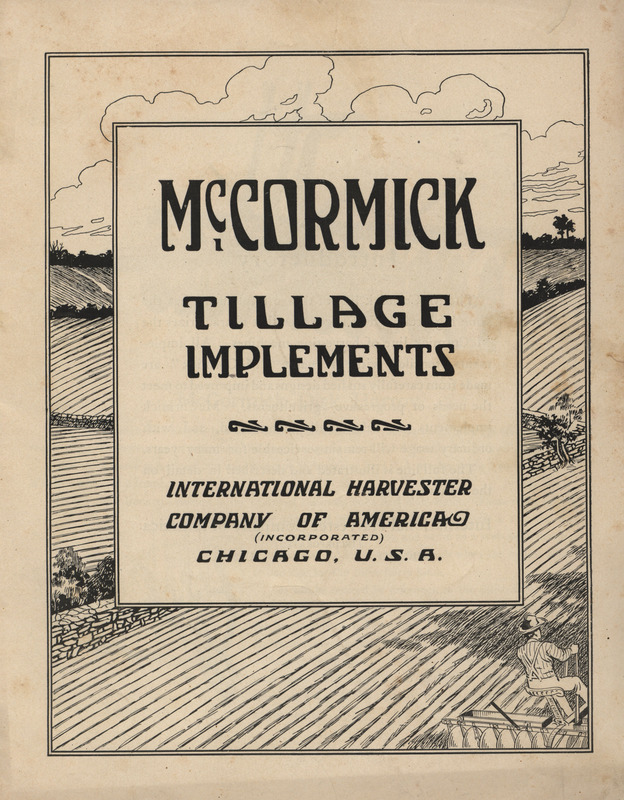 McCORMICK
TILLAGE
IMPLEMENTS
INTERNATIONAL HARVESTER
COMPANY OF AMERICA
(INCORPORATED)
CHICAGO, U.S.A.